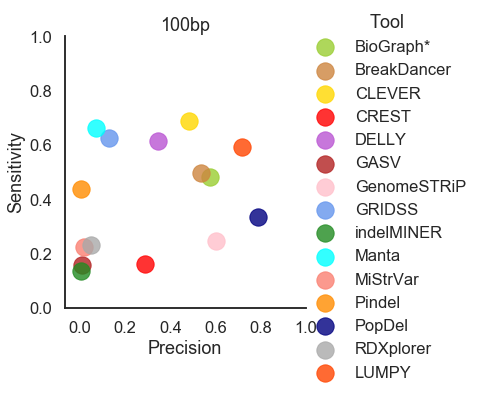 100bp
Tool
1.0
0.8
0.6
0.4
0.2
0.0
Sensitivity
0.0 0.2 0.4 0.6 0.8 1.0
Precision
BioGraph*
BreakDancer
CLEVER
CREST
DELLY
GASV
GenomeSTRiP
GRIDSS
indelMINER
Manta
MiStrVar
Pindel
PopDel
RDXplorer
LUMPY